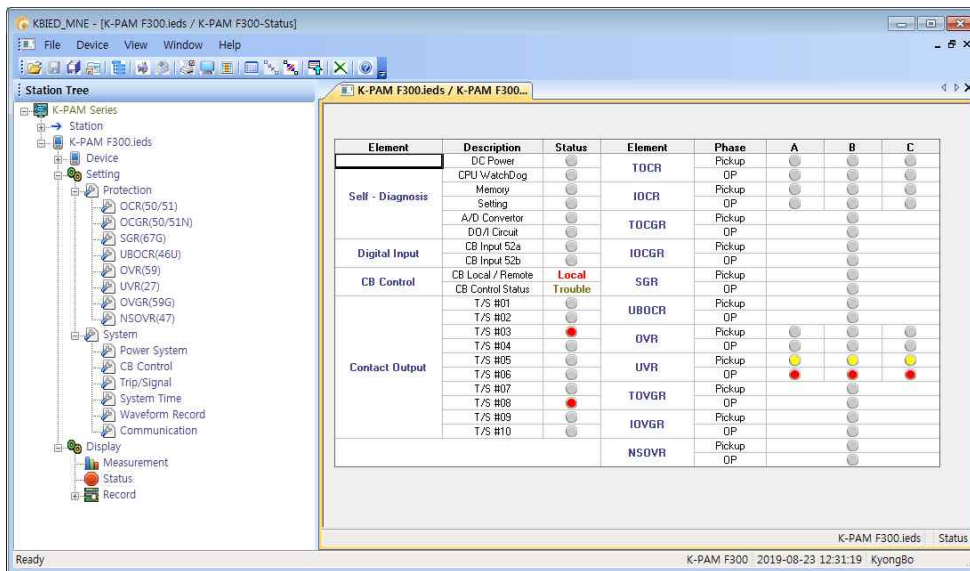 KBIED_MNE - [K-PAM F300.ieds / K-PAM F300-Status]
File Device View Window Help
Station Tree
K-PAM Series
Station
K-PAM F300.ieds
Device
Setting
Protection
OCR(50/51)
OCGR(50/51N)
SGR(67G)
UBOCR(46U)
OVR(59)
UVR(27)
OVGR(59G)
NSOVR(47)
System
Power System
CB Control
Trip/Signal
System Time
Waveform Record
Communication
Display
Measurement
Status
Record
K-PAM F300.ieds / K-PAM F300...
Element Description Status Element Phase A B C
DC Power TOCR Pickup
CPU WatchDog OP
Self - Diagnosis Memory IOCR Pickup
Setting OP
A/D Convertor TOCGR Pickup
DO/I Circuit OP
Digital Input CB Input 52a IOCGR Pickup
CB Input 52b OP
CB Control CB Local / Remote Local SGR Pickup
CB Control Status Trouble OP
Contact Output T/S #01 UBOCR Pickup
T/S #02 OP
T/S #03 OVR Pickup
T/S #04 OP
T/S #05 UVR Pickup
T/S #06 OP
T/S #07 TOVGR Pickup
T/S #08 OP
T/S #09 IOVGR Pickup
T/S #10 OP
NSOVR Pickup
OP
K-PAM F300.ieds Status
Ready K-PAM F300 2019-08-23 12:31:19 KyongBo